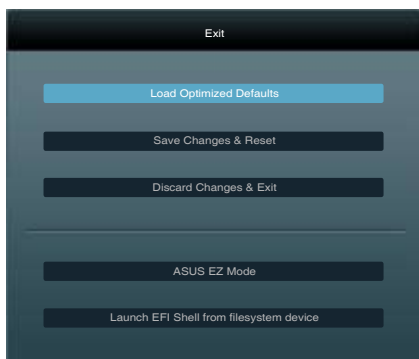 Exit
Load Optimized Defaults
Save Changes & Reset
Discard Changes & Exit
ASUS EZ Mode
Launch EFI Shell from filesystem device